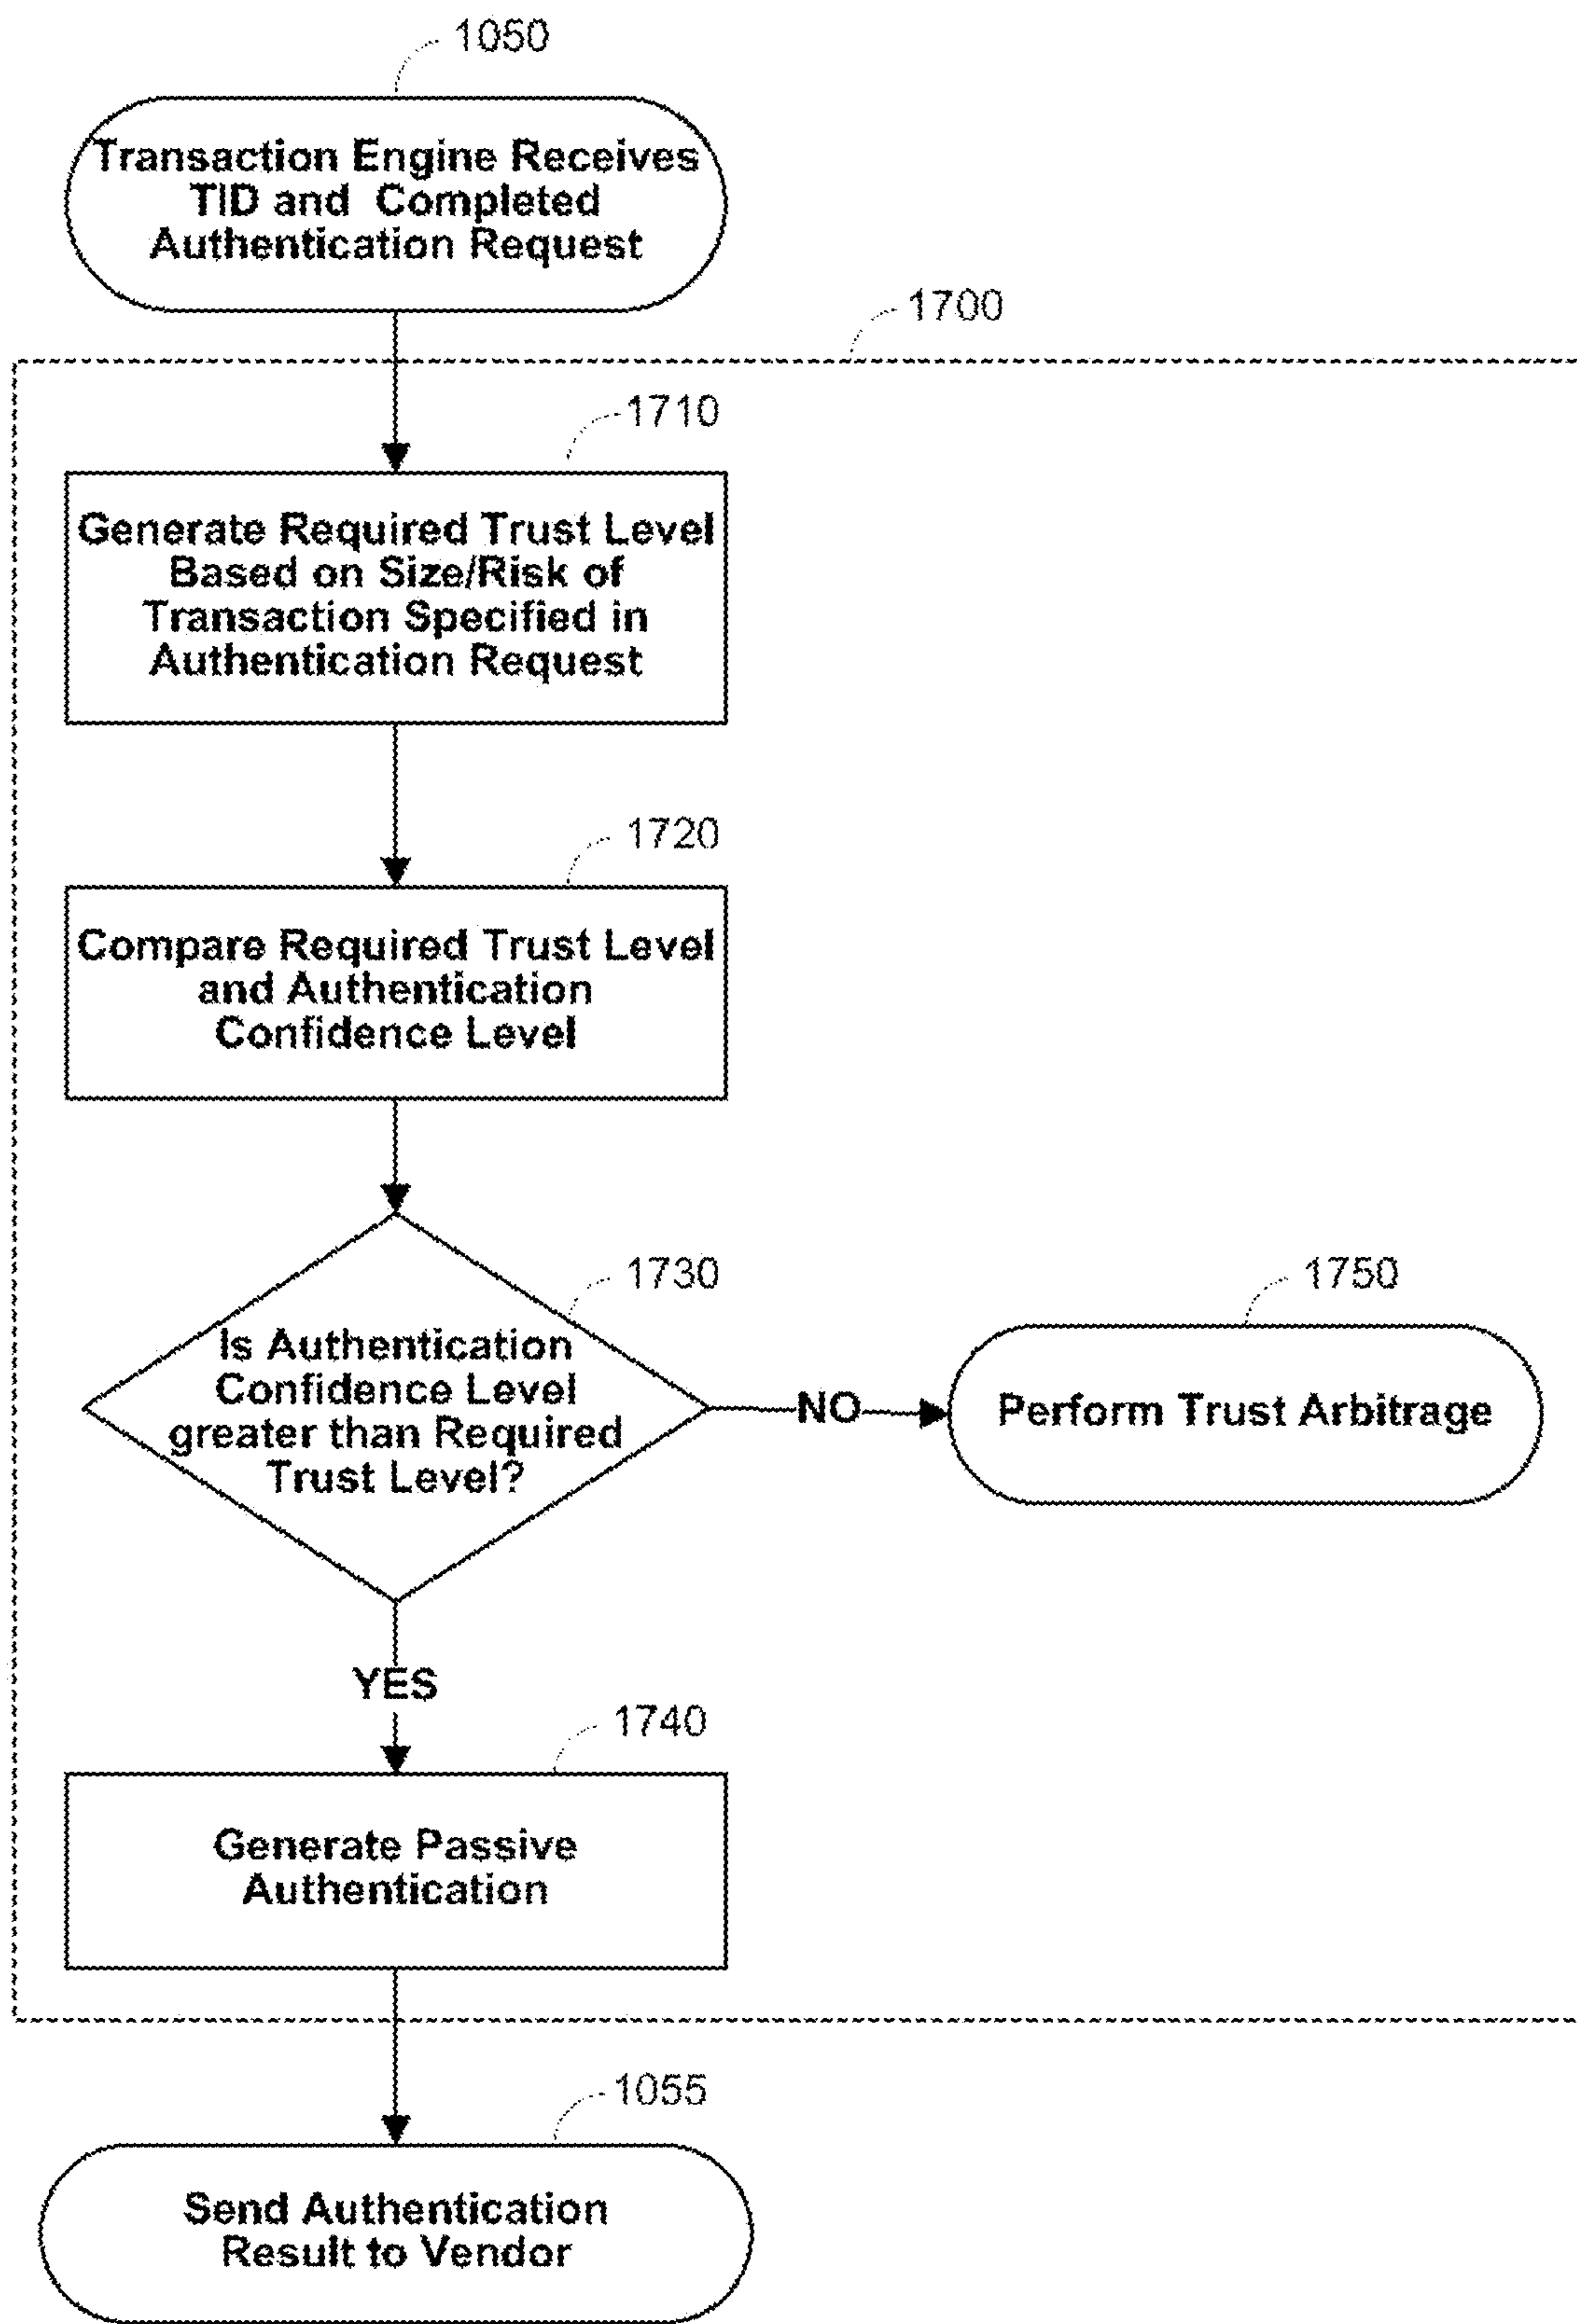 1050
Transaction Engine Receives
TID and Completed
Authentication Request
1700
1710
Generate Required Trust Level
Based on Size/Risk of
Transaction Specified in
Authentication Request
1720
Compare Required Trust Level
and Authentication
Confidence Level
1730
Is Authentication
Confidence Level
greater than Required
Trust Level?
NO
1750
Perform Trust Arbitrage
YES
1740
Generate Passive
Authentication
1055
Send Authentication
Result to Vendor